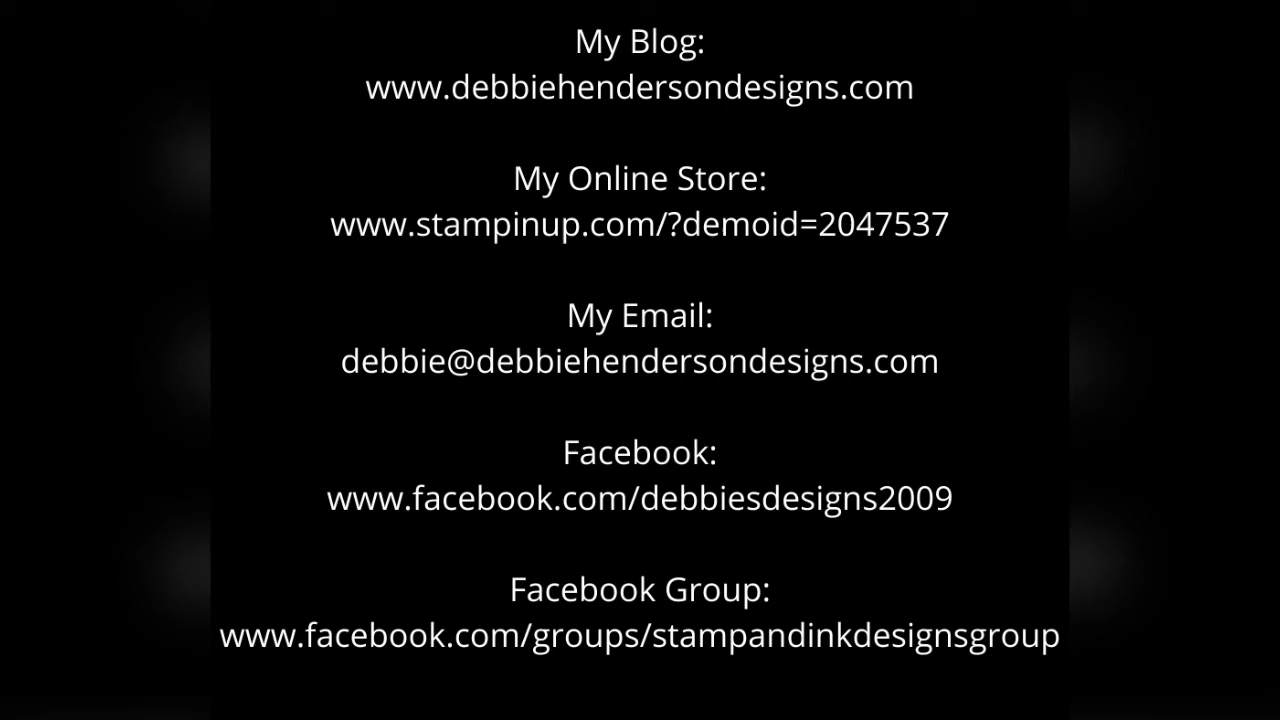 My Blog:
www.debbiehendersondesigns.com
My Online Store:
www.stampinup.com/?demoid=2047537
My Email:
debbie@debbiehendersondesigns.com
Facebook:
www.facebook.com/debbiesdesigns2009
Facebook Group:
www.facebook.com/groups/stampandinkdesignsgroup